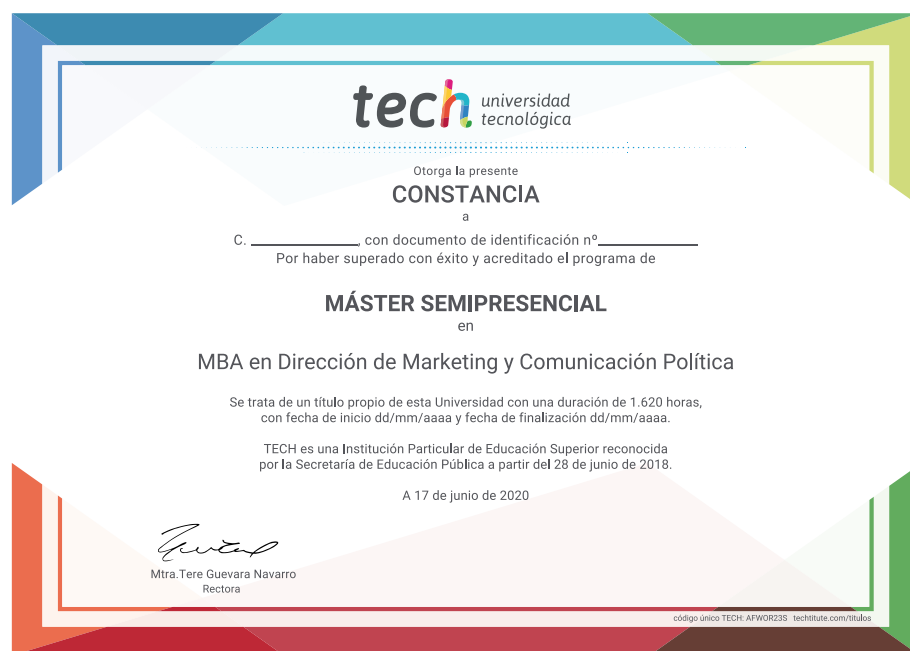 tech universidad
tecnológica
Otorga la presente
CONSTANCIA
a
C. ______________, con documento de identificación nº_____________
Por haber superado con éxito y acreditado el programa de
MÁSTER SEMIPRESENCIAL
en
MBA en Dirección de Marketing y Comunicación Política
Se trata de un título propio de esta Universidad con una duración de 1.620 horas,
con fecha de inicio dd/mm/aaaa y fecha de finalización dd/mm/aaaa.
TECH es una Institución Particular de Educación Superior reconocida
por la Secretaría de Educación Pública a partir del 28 de junio de 2018.
A 17 de junio de 2020
Mtra.Tere Guevara Navarro
Rectora
código único TECH: AFWOR23S techtitute.com/titulos